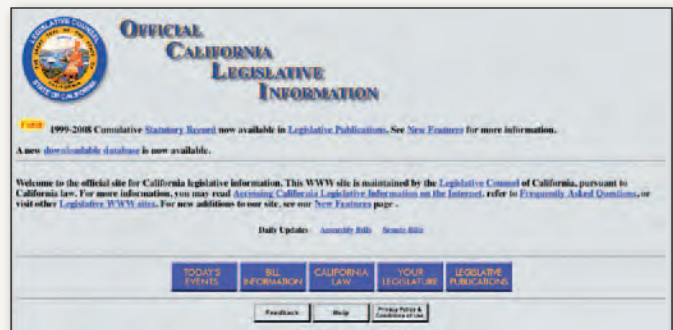 LEGISLATIVE COUNSEL
STATE OF CALIFORNIA
OFFICIAL
CALIFORNIA
LEGISLATIVE
INFORMATION
1999-2008 Cumulative Statutory Record now available in Legislative Publications. See New Features for more information.
A new downloadable database is now available.
Welcome to the official site for California legislative information. This WWW site is maintained by the Legislative Counsel of California, pursuant to
California law. For more information, you may read Accessing California Legislative Information on the Internet, refer to Frequently Asked Questions, or
visit other Legislative WWW sites. For new additions to our site, see our New Features page .
Daily Updates Assembly Bills Senate Bills
TODAY'S EVENTS BILL INFORMATION CALIFORNIA LAW YOUR LEGISLATURE LEGISLATIVE PUBLICATIONS
Feedback Help Privacy Policy & Conditions of Use